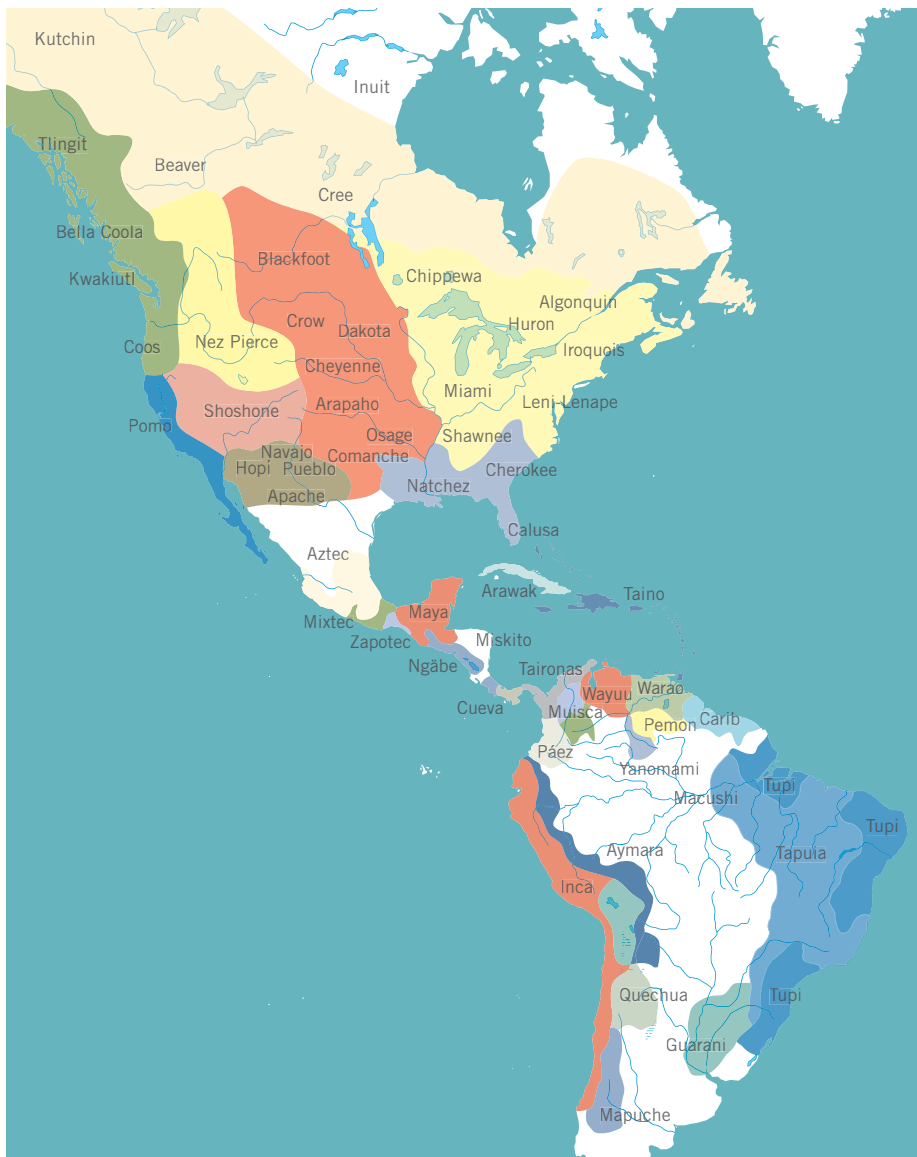 Kutchin
Inuit
Tlingit
Beaver
Cree
Bella Coola
Blackfoot
Kwakiutl
Chippewa
Algonquin
Huron
Crow
Dakota
Coos
Nez Pierce
Iroquois
Cheyenne
Miami
Leni-Lenape
Shoshone
Arapaho
Pomo
Osage
Shawnee
Navajo
Comanche
Hopi
Pueblo
Cherokee
Natchez
Apache
Calusa
Aztec
Arawak
Taino
Maya
Mixtec
Zapotec
Miskito
Ngäbe
Taironas
Wayuu
Warao
Cueva
Muisca
Pemon
Carib
Páez
Yanomami
Macushi
Tupi
Tupi
Aymara
Tapuia
Inca
Quechua
Tupi
Guarani
Mapuche